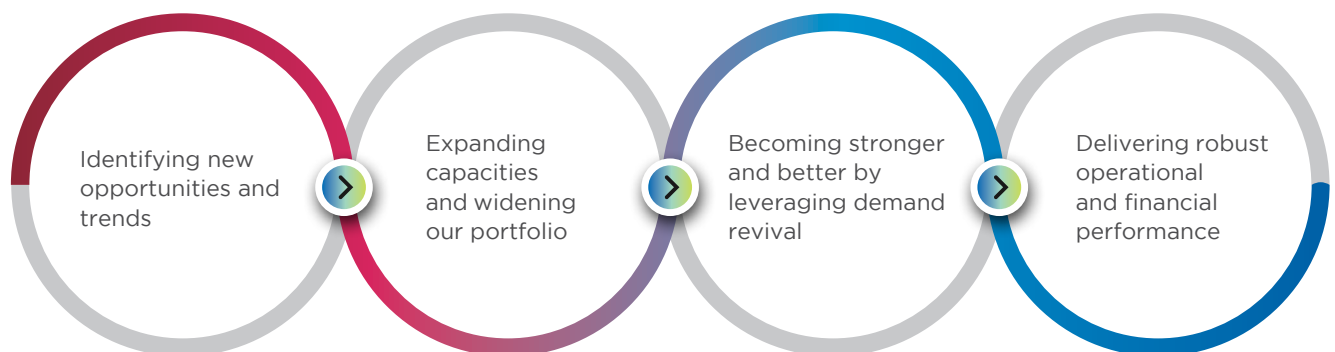 Identifying new
opportunities and
trends
Expanding
capacities
and widening
our portfolio
Becoming stronger
and better by
leveraging demand
revival
Delivering robust
operational
and financial
performance